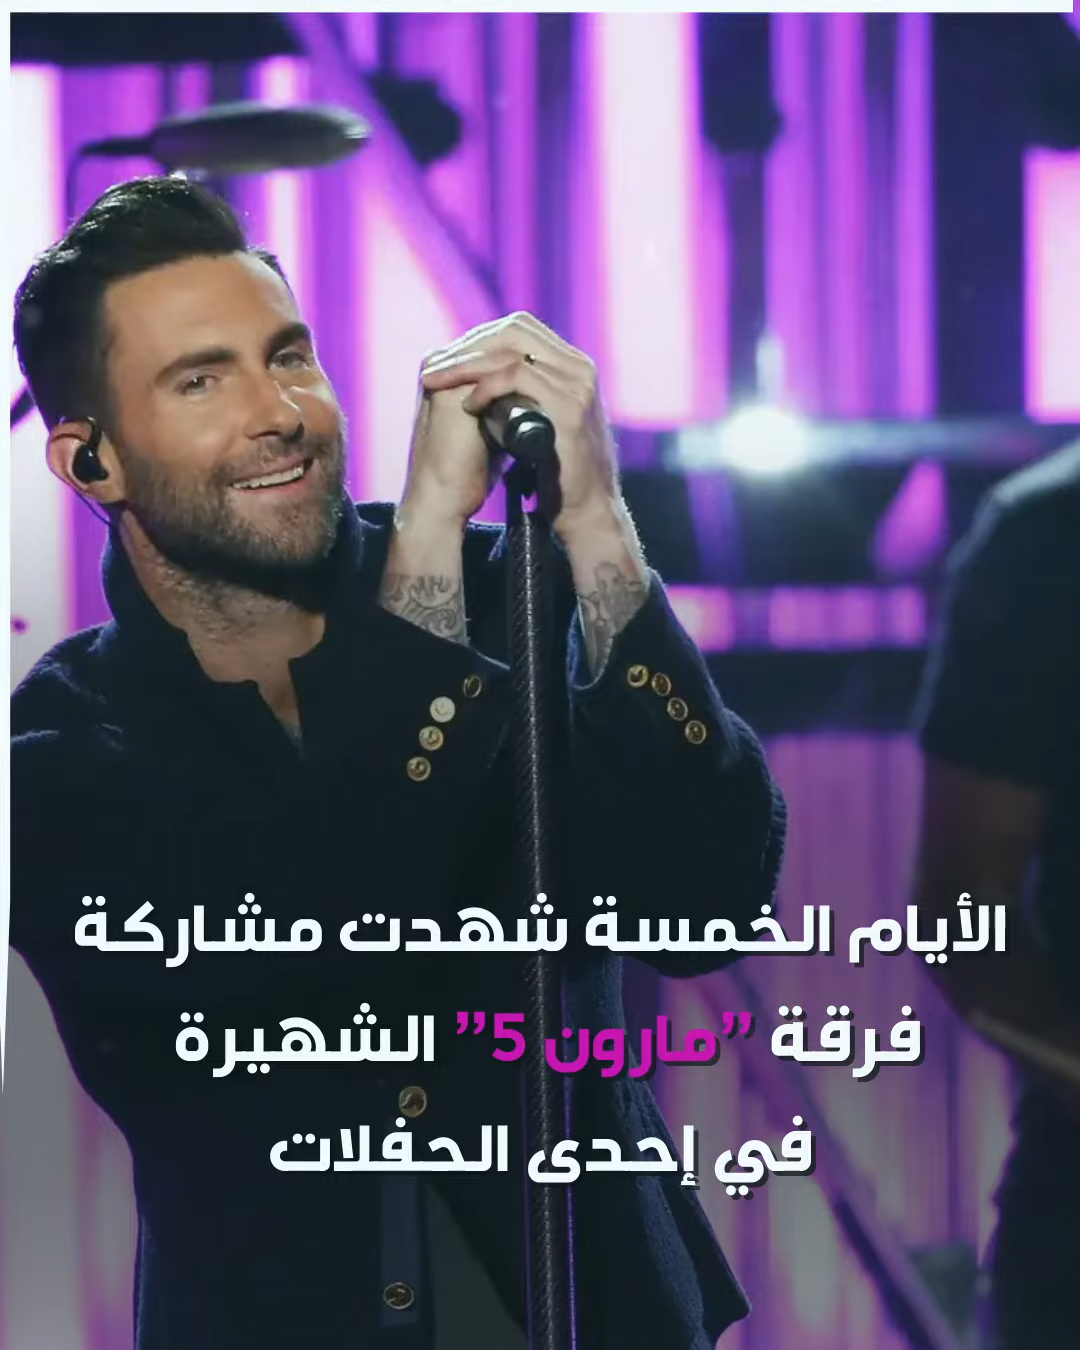 الأيام الخمسة شهدت مشاركة
فرقة ”مارون 5” الشهيرة
في إحدى الحفلات